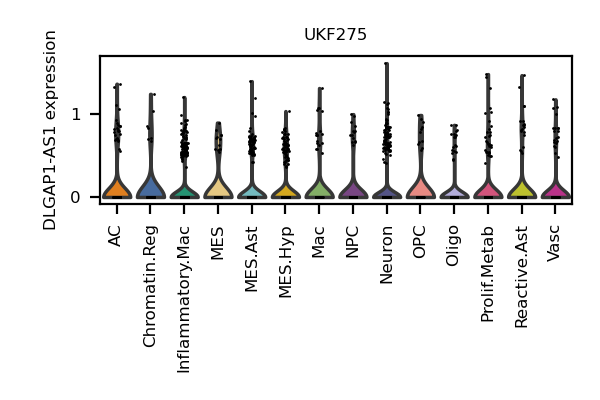 UKF275
DLGAP1-AS1 expression
1
0
AC
Chromatin.Reg
Inflammatory.Mac
MES
MES.Ast
MES.Hyp
Mac
NPC
Neuron
OPC
Oligo
Prolif.Metab
Reactive.Ast
Vasc